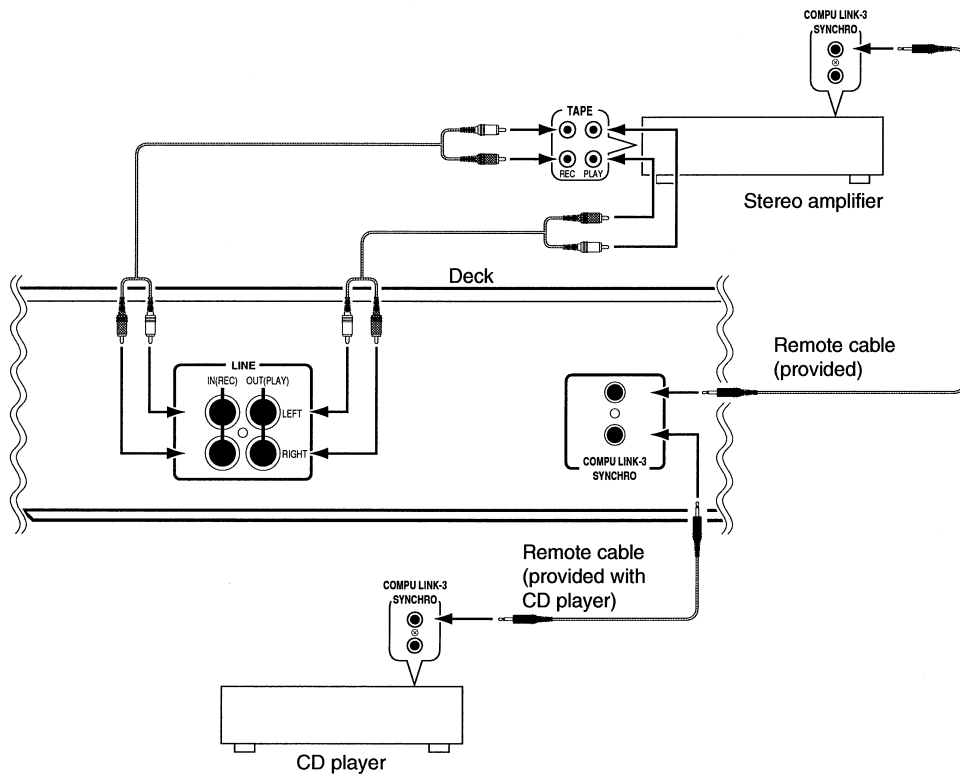 COMPU LINK-3
SYNCHRO
TAPE
REC PLAY
Stereo amplifier
Deck
LINE
IN(REC) OUT(PLAY)
LEFT
RIGHT
COMPU LINK-3
SYNCHRO
Remote cable
(provided)
Remote cable
(provided with
CD player)
COMPU LINK-3
SYNCHRO
CD player